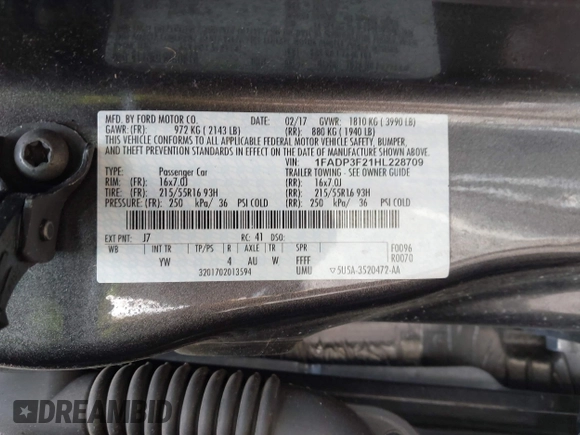 MFD. BY FORD MOTOR CO. DATE: 02/17 GVWR: 1810 KG ( 3990 LB)
GAWR: (FR): 972 KG ( 2143 LB) (RR): 880 KG ( 1940 LB)
THIS VEHICLE CONFORMS TO ALL APPLICABLE FEDERAL MOTOR VEHICLE SAFETY, BUMPER,
AND THEFT PREVENTION STANDARDS IN EFFECT ON THE DATE OF MANUFACTURE SHOWN ABOVE.
VIN: 1FADP3F21HL228709
TYPE: Passenger Car TRAILER TOWING - SEE OWNER GUIDE
RIM: (FR): 16x7.0J (RR): 16x7.0J
TIRE: (FR): 215/55R16 93H (RR): 215/55R16 93H
PRESSURE: (FR): 250 kPa/ 36 PSI COLD (RR): 250 kPa/ 36 PSI COLD
EXT PNT: J7 RC: 41 DSO:
WB INT TR TP/PS R AXLE TR SPR F0096
YW 4 AU W FFFF R0070
3201702013594 UMU 5U5A-3520472-AA
DREAMBID